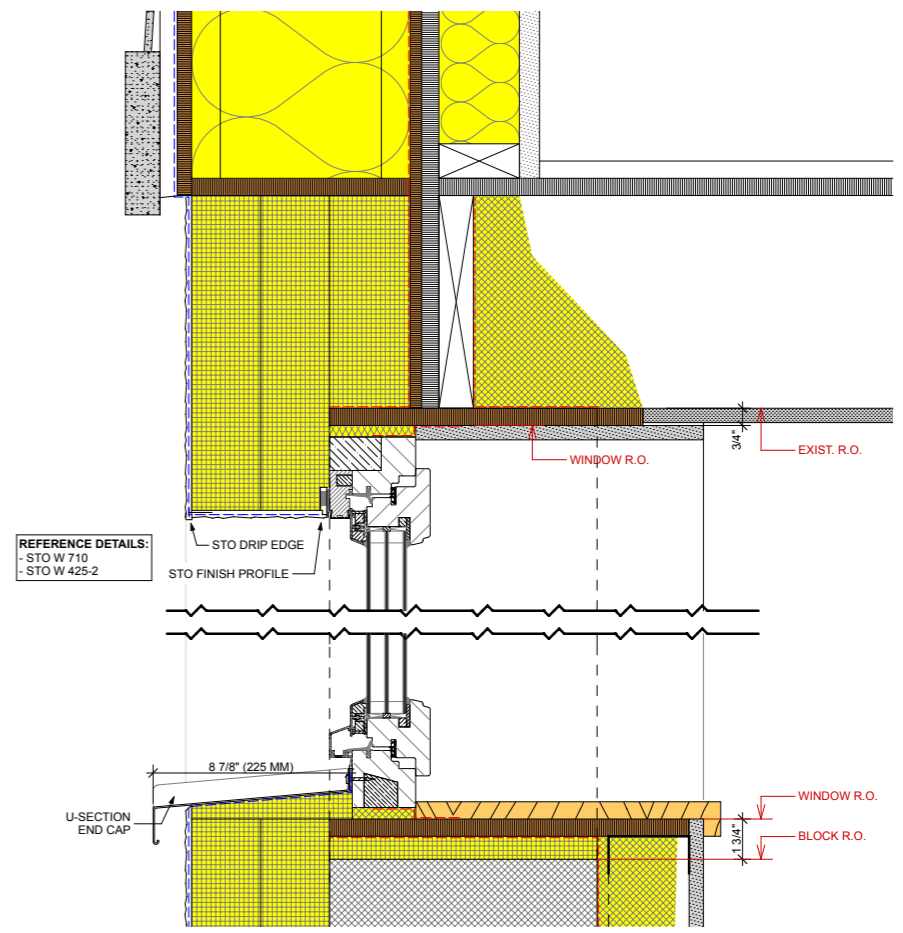 3/4"
EXIST. R.O.
WINDOW R.O.
REFERENCE DETAILS:
- STO W 710
- STO W 425-2
STO DRIP EDGE
STO FINISH PROFILE
8 7/8" (225 MM)
U-SECTION
END CAP
WINDOW R.O.
1 3/4"
BLOCK R.O.